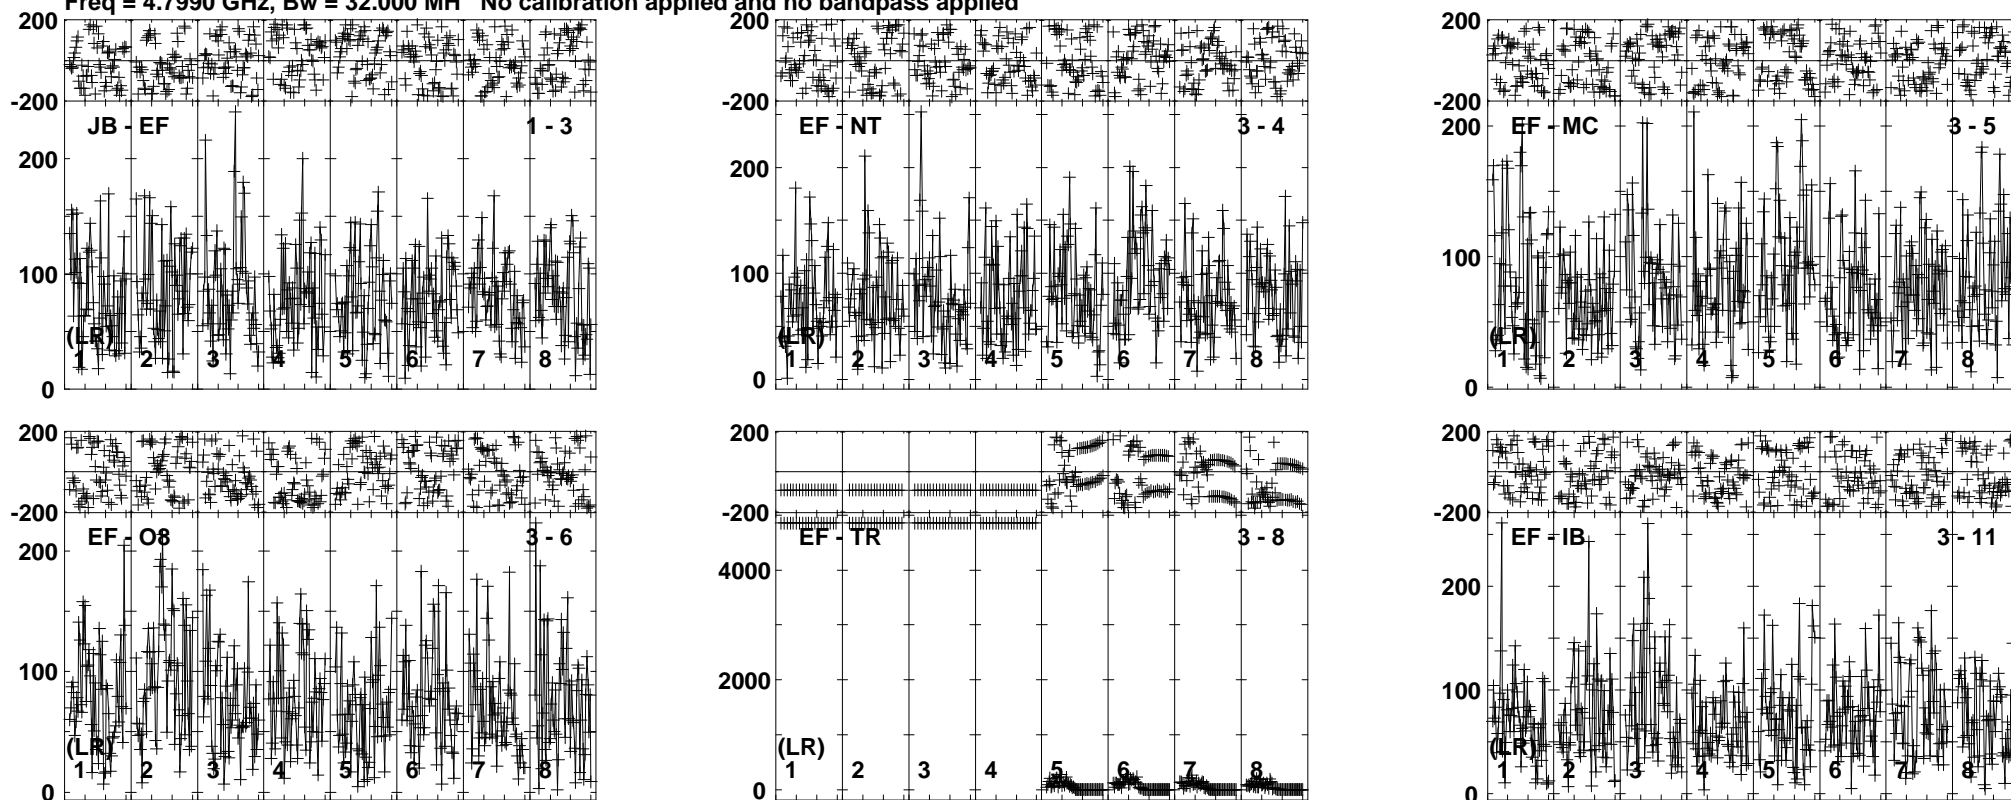 Freq = 4.7990 GHz, Bw = 32.000 MH No calibration applied and no bandpass applied
200
-200
JB - EF 1 - 3
200
100
0
(LR)
1 2 3 4 5 6 7 8
200
-200
EF - NT 3 - 4
200
100
0
(LR)
1 2 3 4 5 6 7 8
200
-200
EF - MC 3 - 5
200
100
0
(LR)
1 2 3 4 5 6 7 8
200
-200
EF - O8 3 - 6
200
100
0
(LR)
1 2 3 4 5 6 7 8
200
-200
EF - TR 3 - 8
4000
2000
0
(LR)
1 2 3 4 5 6 7 8
200
-200
EF - IB 3 - 11
200
100
0
(LR)
1 2 3 4 5 6 7 8